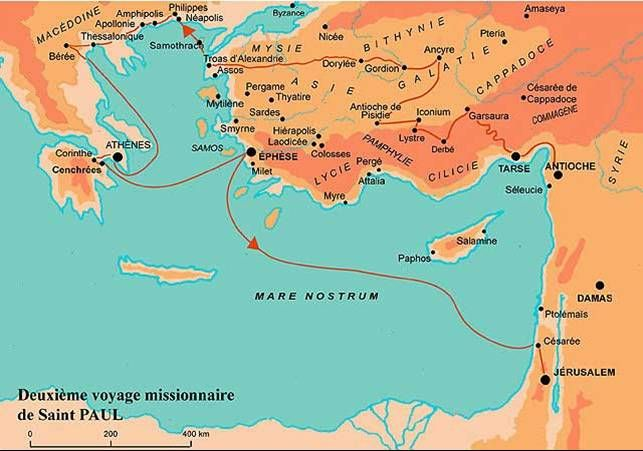 MACÉDOINE
Amphipolis
Philippes
Néapolis
Apollonie
Thessalonique
Bérée
Samothrace
Byzance
Amaseya
Nicée
BITHYNIE
Pteria
MYSIE
Troas d'Alexandrie
Assos
Dorylée
Gordion
Ancyre
GALATIE
CAPPADOCE
ASIE
Pergame
Thyatire
Mytilène
Sardes
Smyrne
Antioche de
Pisidie
Iconium
Garsaura
Césarée de
Cappadoce
COMMAGÈNE
Hiérapolis
Laodicée
Colosses
Lystre
Derbé
PAMPHYLIE
SAMOS
ÉPHÈSE
Milet
LYCIE
Pergé
Attalia
CILICIE
Myre
TARSE
ANTIOCHE
SYRIE
Séleucie
Corinthe
ATHÈNES
Cenchrées
Salamine
Paphos
MARE NOSTRUM
DAMAS
Ptolémaïs
Césarée
JÉRUSALEM
Deuxième voyage missionnaire
de Saint PAUL
0 200 400 km